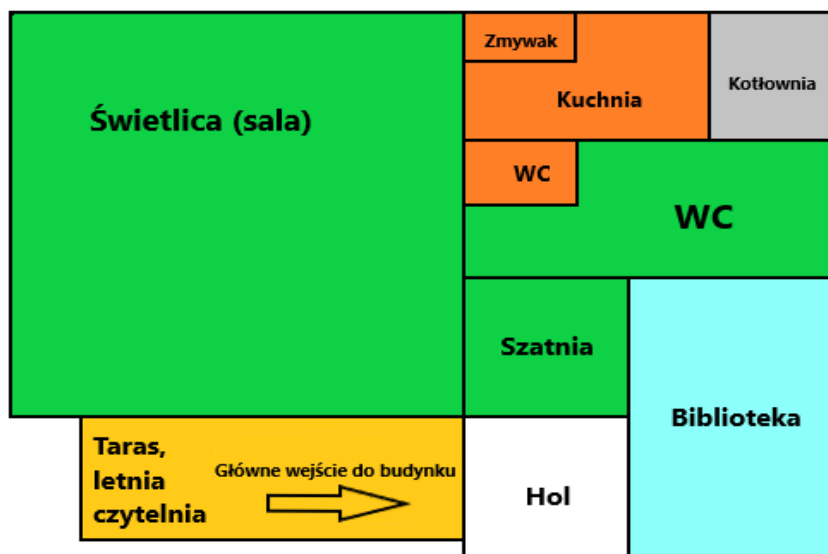 Zmywak
Kuchnia
Kotłownia
Świetlica (sala)
WC
WC
Szatnia
Biblioteka
Taras,
letnia
czytelnia
Główne wejście do budynku
Hol